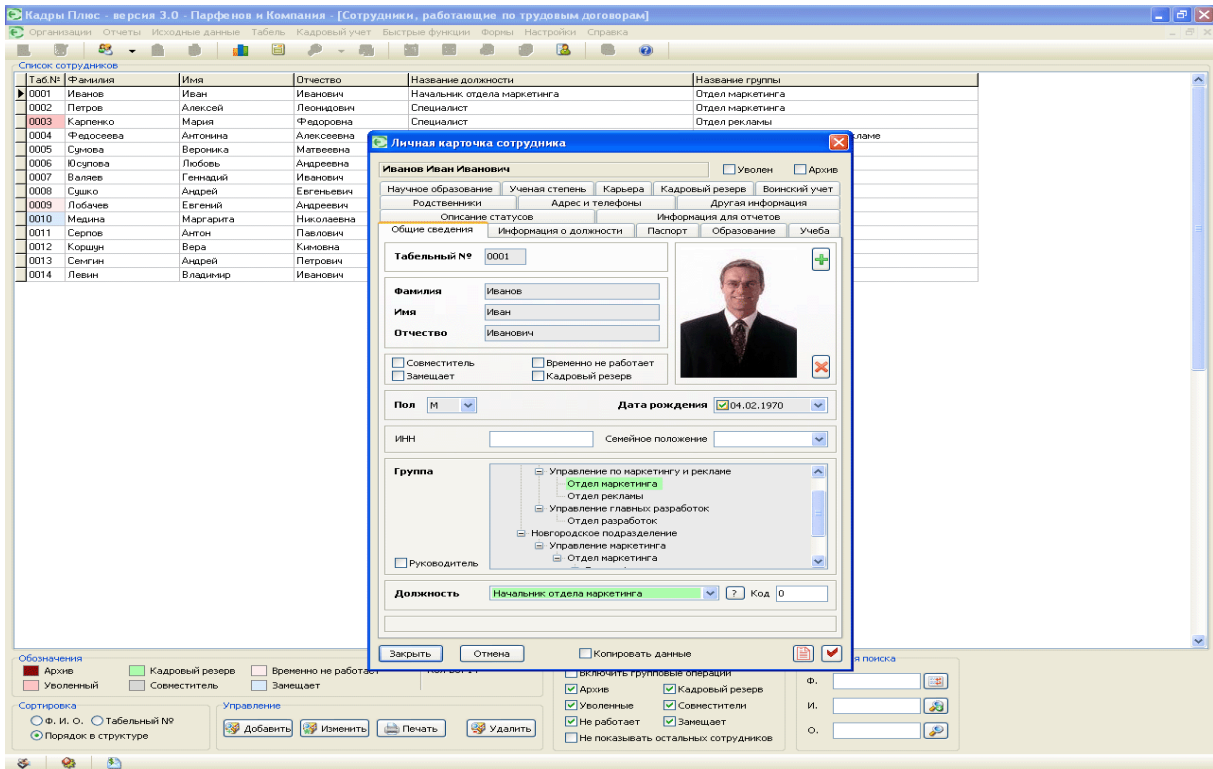 Кадры Плюс - версия 3.0 - Парфенов и Компания - [Сотрудники, работающие по трудовым договорам]
Организации Отчеты Исходные данные Табель Кадровый учет Быстрые функции Формы Настройки Справка
Список сотрудников
Таб.№ Фамилия Имя Отчество Название должности Название группы
0001 Иванов Иван Иванович Начальник отдела маркетинга Отдел маркетинга
0002 Петров Алексей Леонидович Специалист Отдел маркетинга
0003 Карпенко Мария Федоровна Специалист Отдел рекламы
0004 Федосеева Антонина Алексеевна ламе
0005 Сумова Вероника Матвеевна
0006 Юсупова Любовь Андреевна
0007 Валяев Геннадий Иванович
0008 Сушко Андрей Евгеньевич
0009 Лобачев Евгений Андреевич
0010 Медина Маргарита Николаевна
0011 Серпов Антон Павлович
0012 Коршун Вера Кимовна
0013 Семгин Андрей Петрович
0014 Левин Владимир Иванович
Личная карточка сотрудника
Иванов Иван Иванович Уволен Архив
Научное образование Ученая степень Карьера Кадровый резерв Воинский учет
Родственники Адрес и телефоны Другая информация
Описание статусов Информация для отчетов
Общие сведения Информация о должности Паспорт Образование Учеба
Табельный № 0001
Фамилия Иванов
Имя Иван
Отчество Иванович
Совместитель Временно не работает
Замещает Кадровый резерв
Пол М Дата рождения 04.02.1970
ИНН Семейное положение
Группа Управление по маркетингу и рекламе
Отдел маркетинга
Отдел рекламы
Управление главных разработок
Отдел разработок
Новгородское подразделение
Управление маркетинга
Отдел маркетинга
Руководитель
Должность Начальник отдела маркетинга ? Код 0
Закрыть Отмена Копировать данные
Обозначения
Архив Кадровый резерв Временно не работает
Уволенный Совместитель Замещает
Сортировка
Ф. И. О. Табельный №
Порядок в структуре
Управление
Добавить Изменить Печать Удалить
Включить групповые операции
Архив Кадровый резерв
Уволенные Совместители
Не работает Замещает
Не показывать остальных сотрудников
я поиска
Ф.
И.
О.